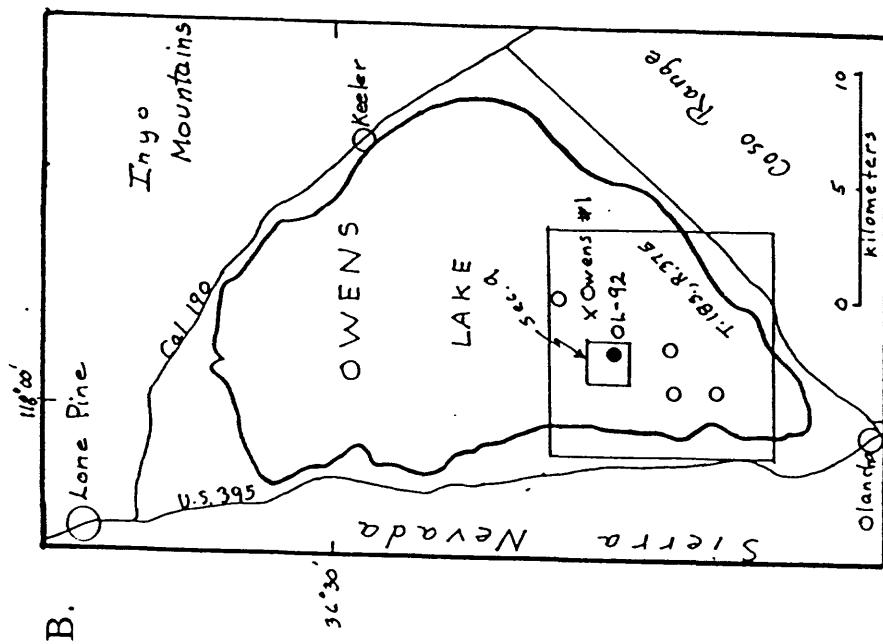 B.
118°00'
36°30'
Lone Pine
Inyo
Mountains
Cal 190
U.S. 395
Keeler
OWENS
LAKE
Sierra Nevada
Sec. 9
X Owens #1
OL-92
T.18S., R.37E
Coso Range
Olancha
0 5 10
kilometers